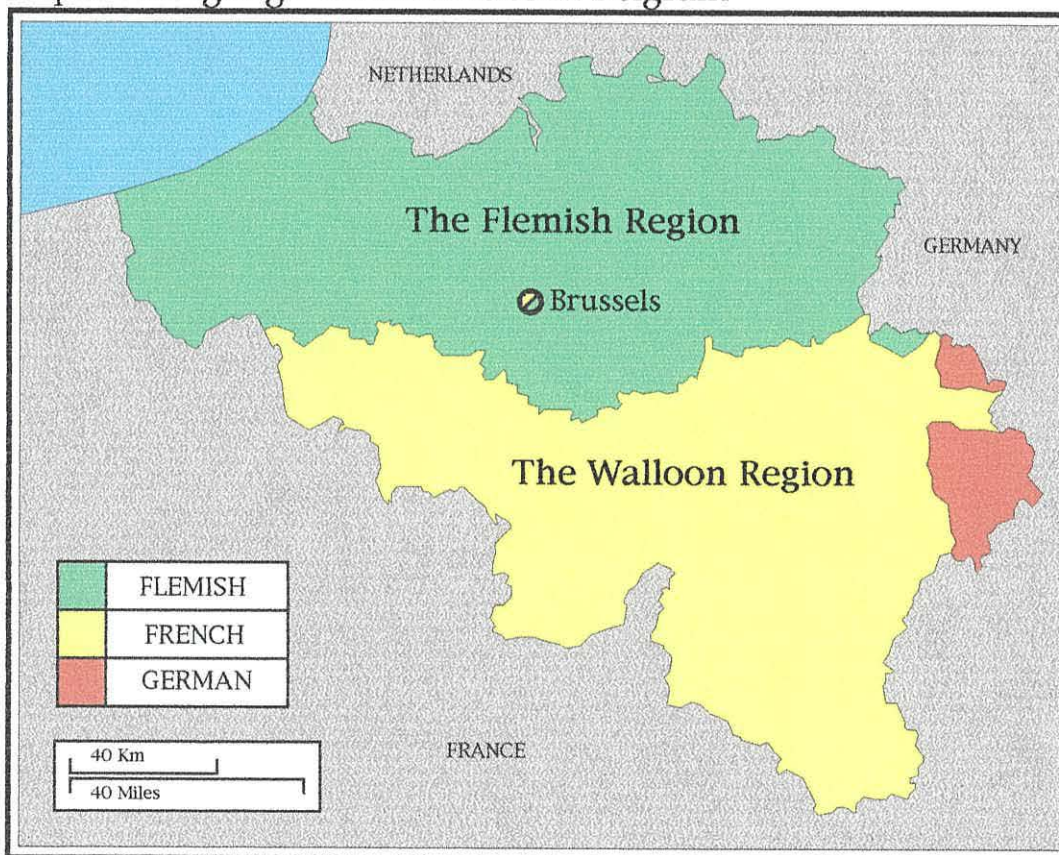 NETHERLANDS
The Flemish Region
GERMANY
Brussels
The Walloon Region
FLEMISH
FRENCH
GERMAN
40 Km
40 Miles
FRANCE